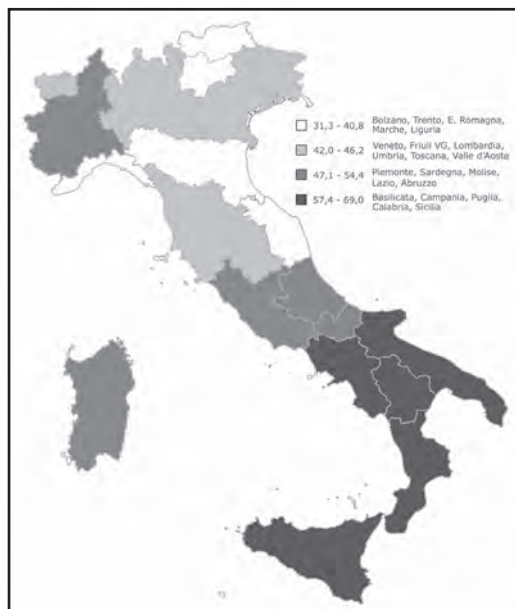 31,3 - 40,8 Bolzano, Trento, E. Romagna,
Marche, Liguria
42,0 - 46,2 Veneto, Friuli VG, Lombardia,
Umbria, Toscana, Valle d'Aoste
47,1 - 54,4 Piemonte, Sardegna, Molise,
Lazio, Abruzzo
57,4 - 69,0 Basilicata, Campania, Puglia,
Calabria, Sicilia